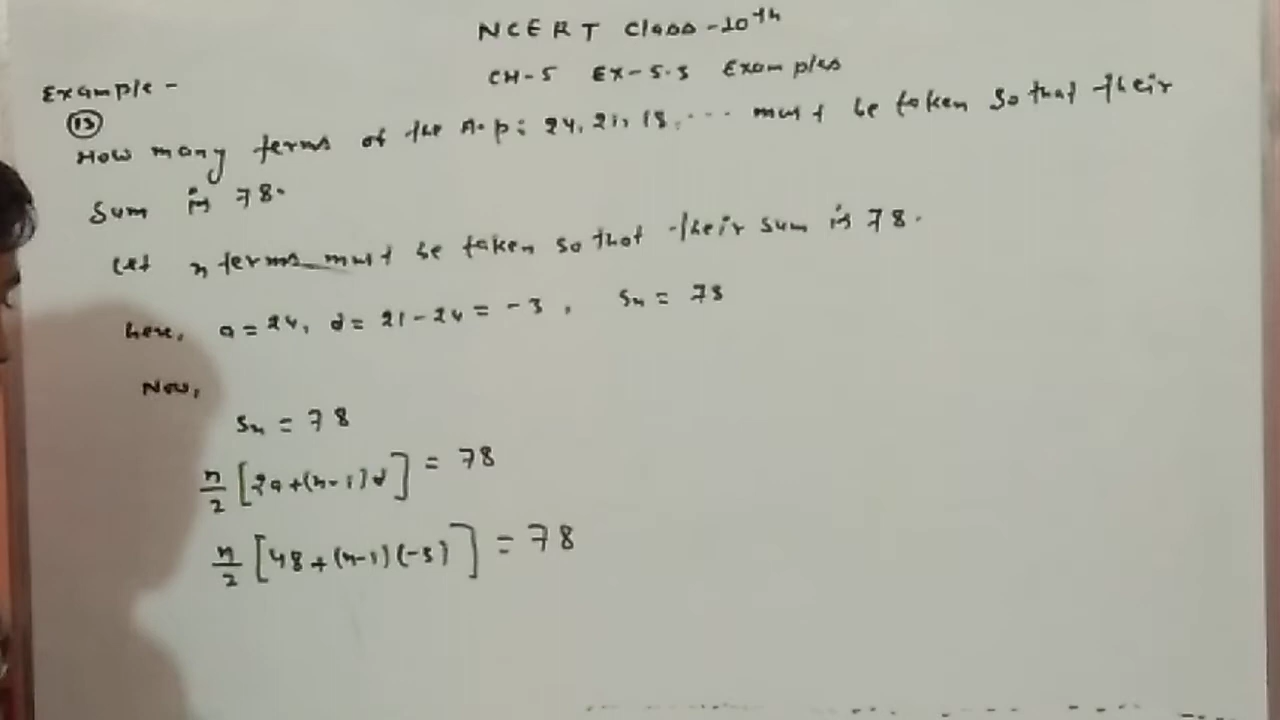 NCERT Class-10th
CH-5 EX-5.3 Examples
Example -
(13)
How many terms of the A.p: 24, 21, 18, ... must be taken so that their
sum is 78.
Let n terms must be taken so that their sum is 78.
here, a = 24, d = 21-24 = -3, Sn = 78
Now,
Sn = 78
n/2 [2a+(n-1)d] = 78
n/2 [48+(n-1)(-3)] = 78